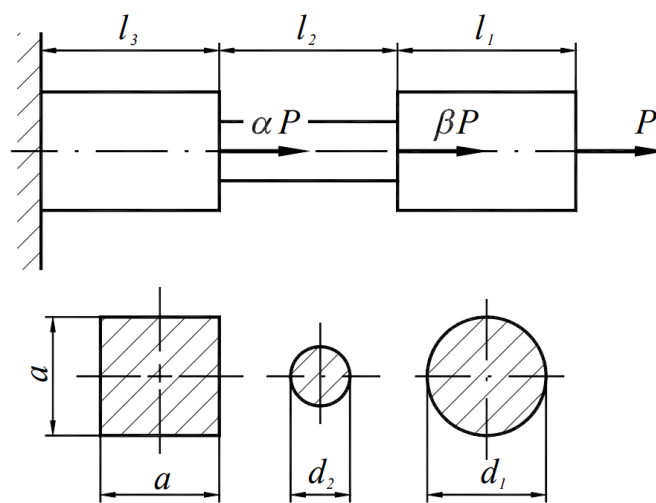 l₃ l₂ l₁
αP βP P
a
a d₂ d₁